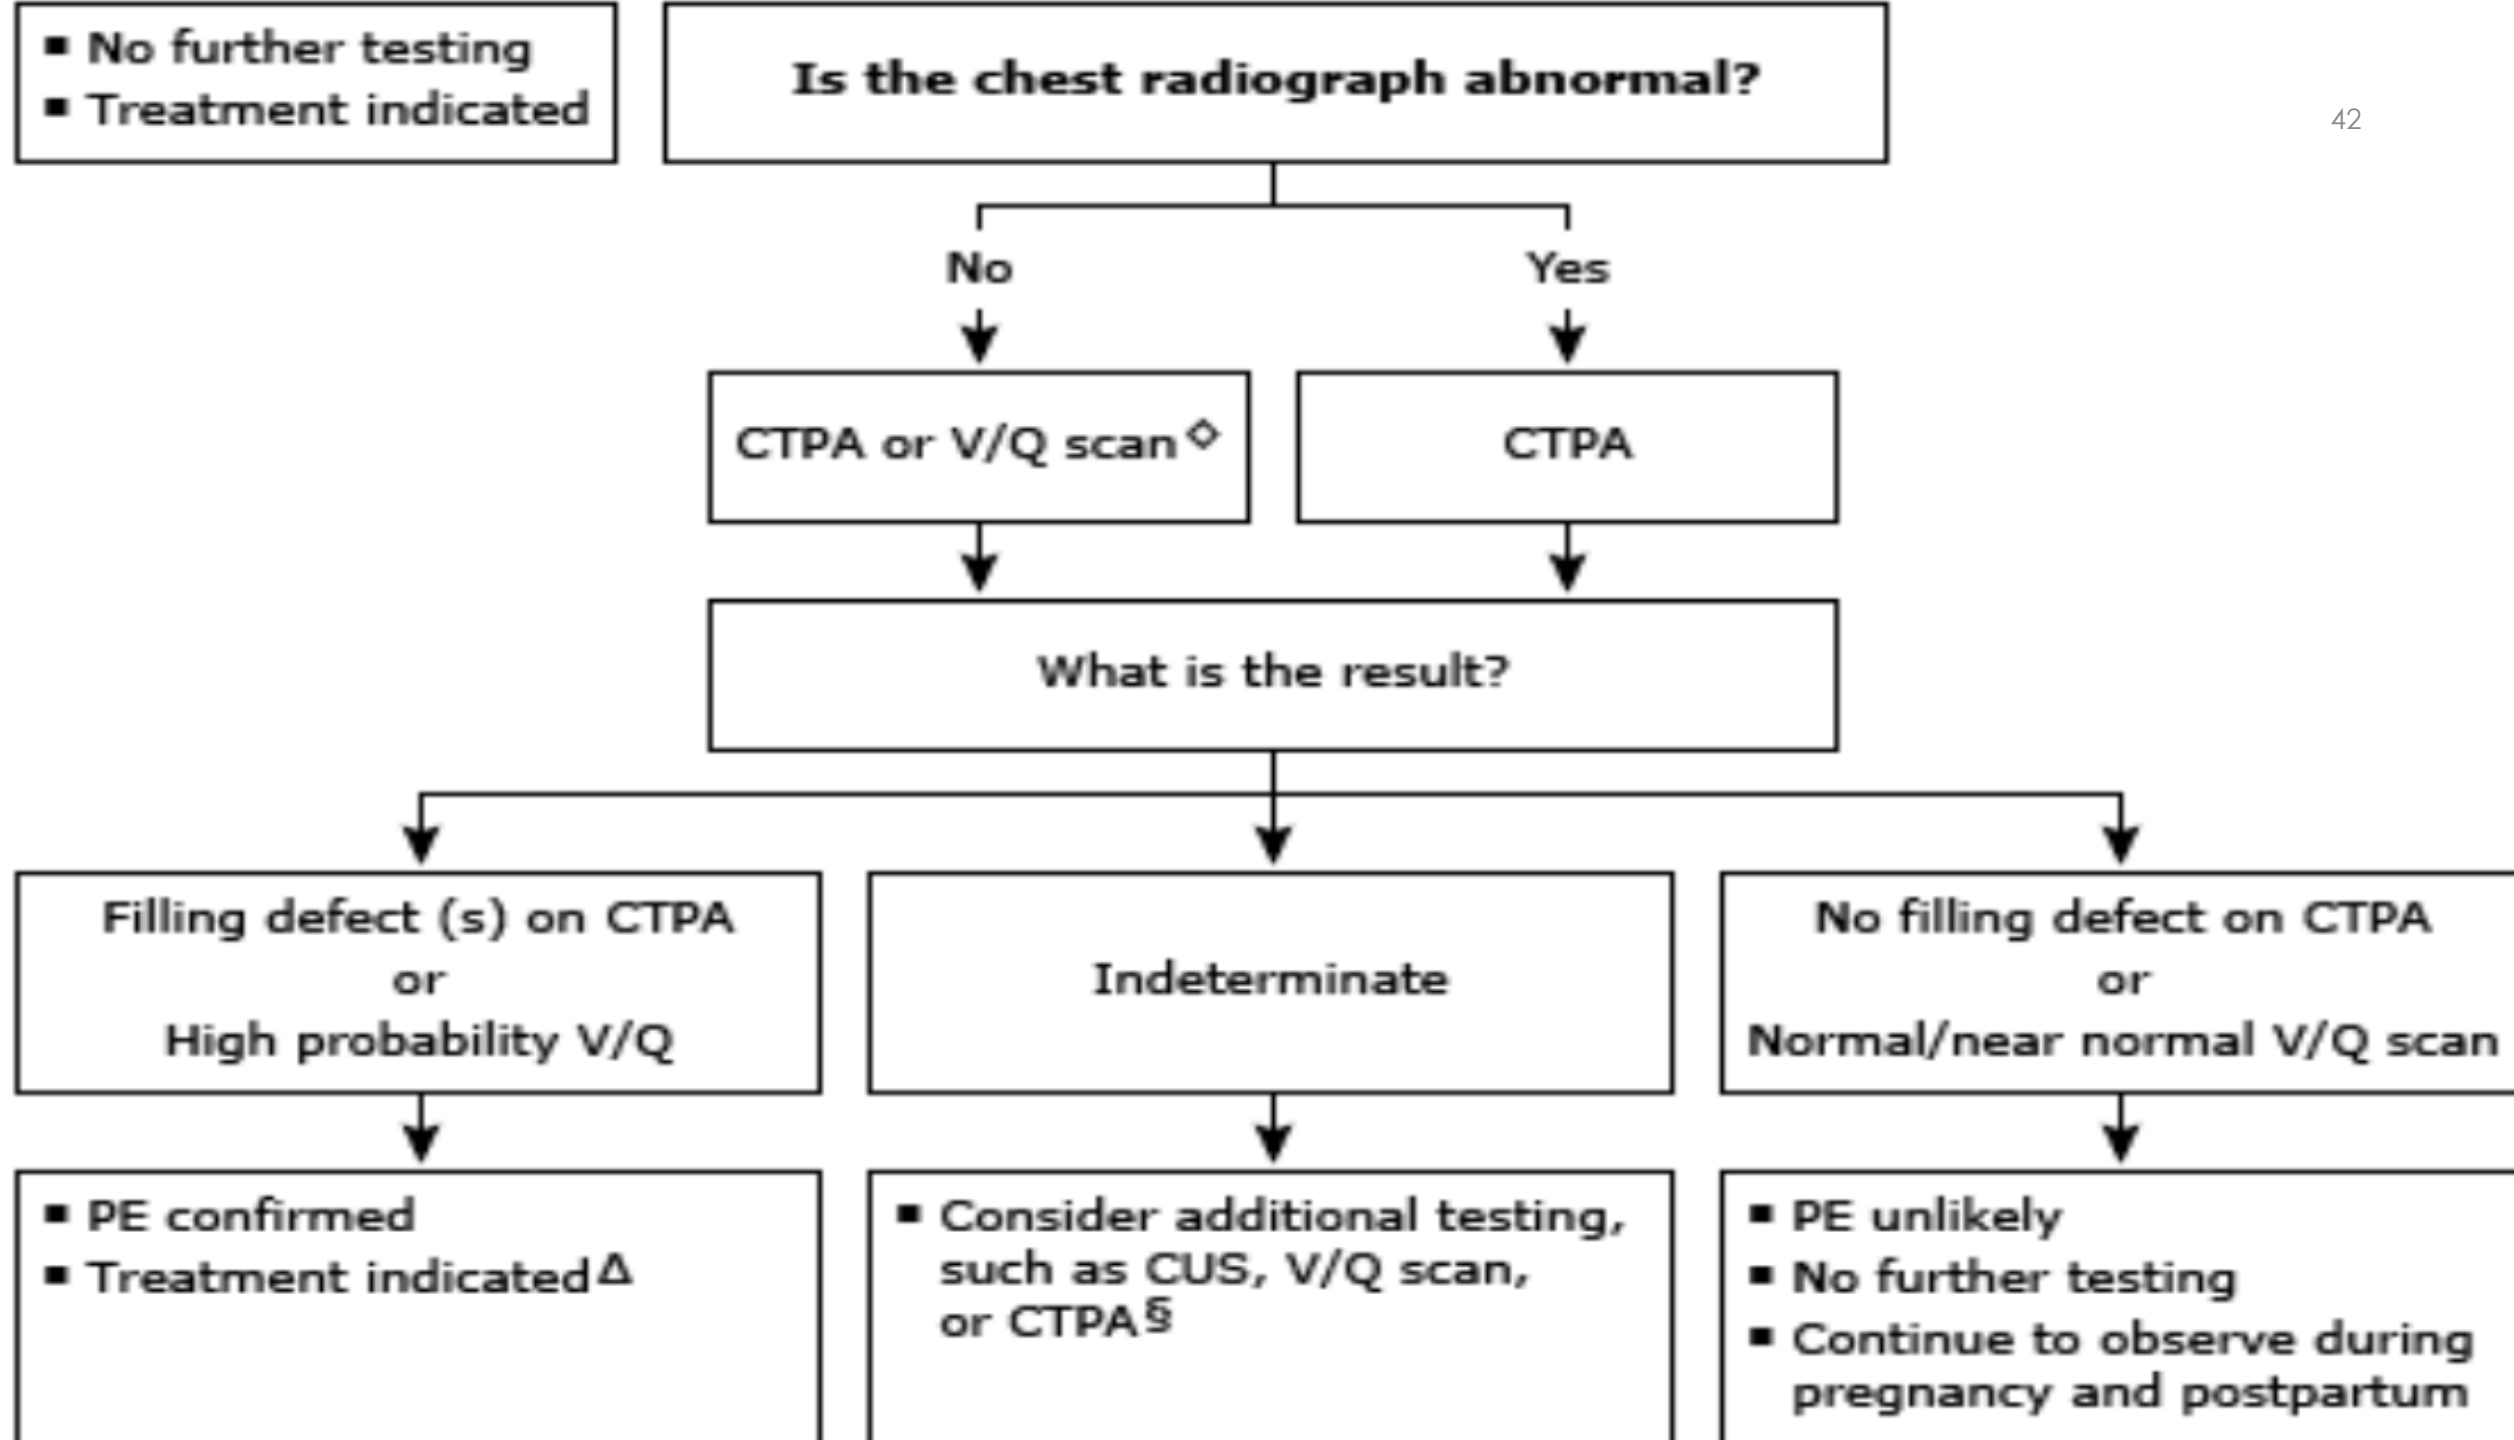 ■ No further testing
■ Treatment indicated
Is the chest radiograph abnormal?
42
No
Yes
CTPA or V/Q scan◇
CTPA
What is the result?
Filling defect (s) on CTPA
or
High probability V/Q
Indeterminate
No filling defect on CTPA
or
Normal/near normal V/Q scan
■ PE confirmed
■ Treatment indicatedΔ
■ Consider additional testing,
such as CUS, V/Q scan,
or CTPA§
■ PE unlikely
■ No further testing
■ Continue to observe during
pregnancy and postpartum